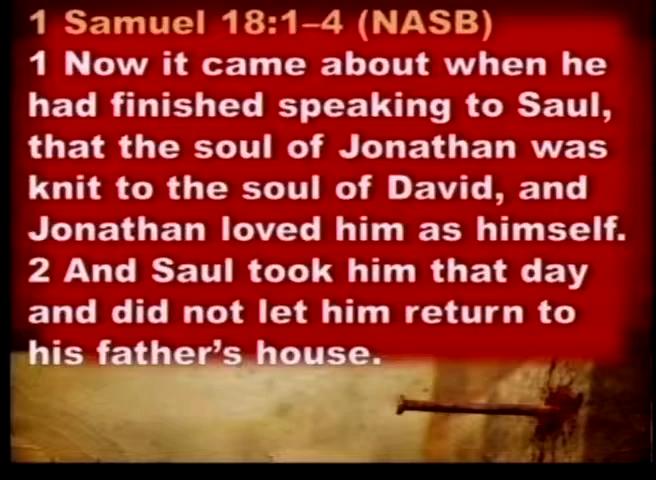 1 Samuel 18:1–4 (NASB)
1 Now it came about when he
had finished speaking to Saul,
that the soul of Jonathan was
knit to the soul of David, and
Jonathan loved him as himself.
2 And Saul took him that day
and did not let him return to
his father’s house.